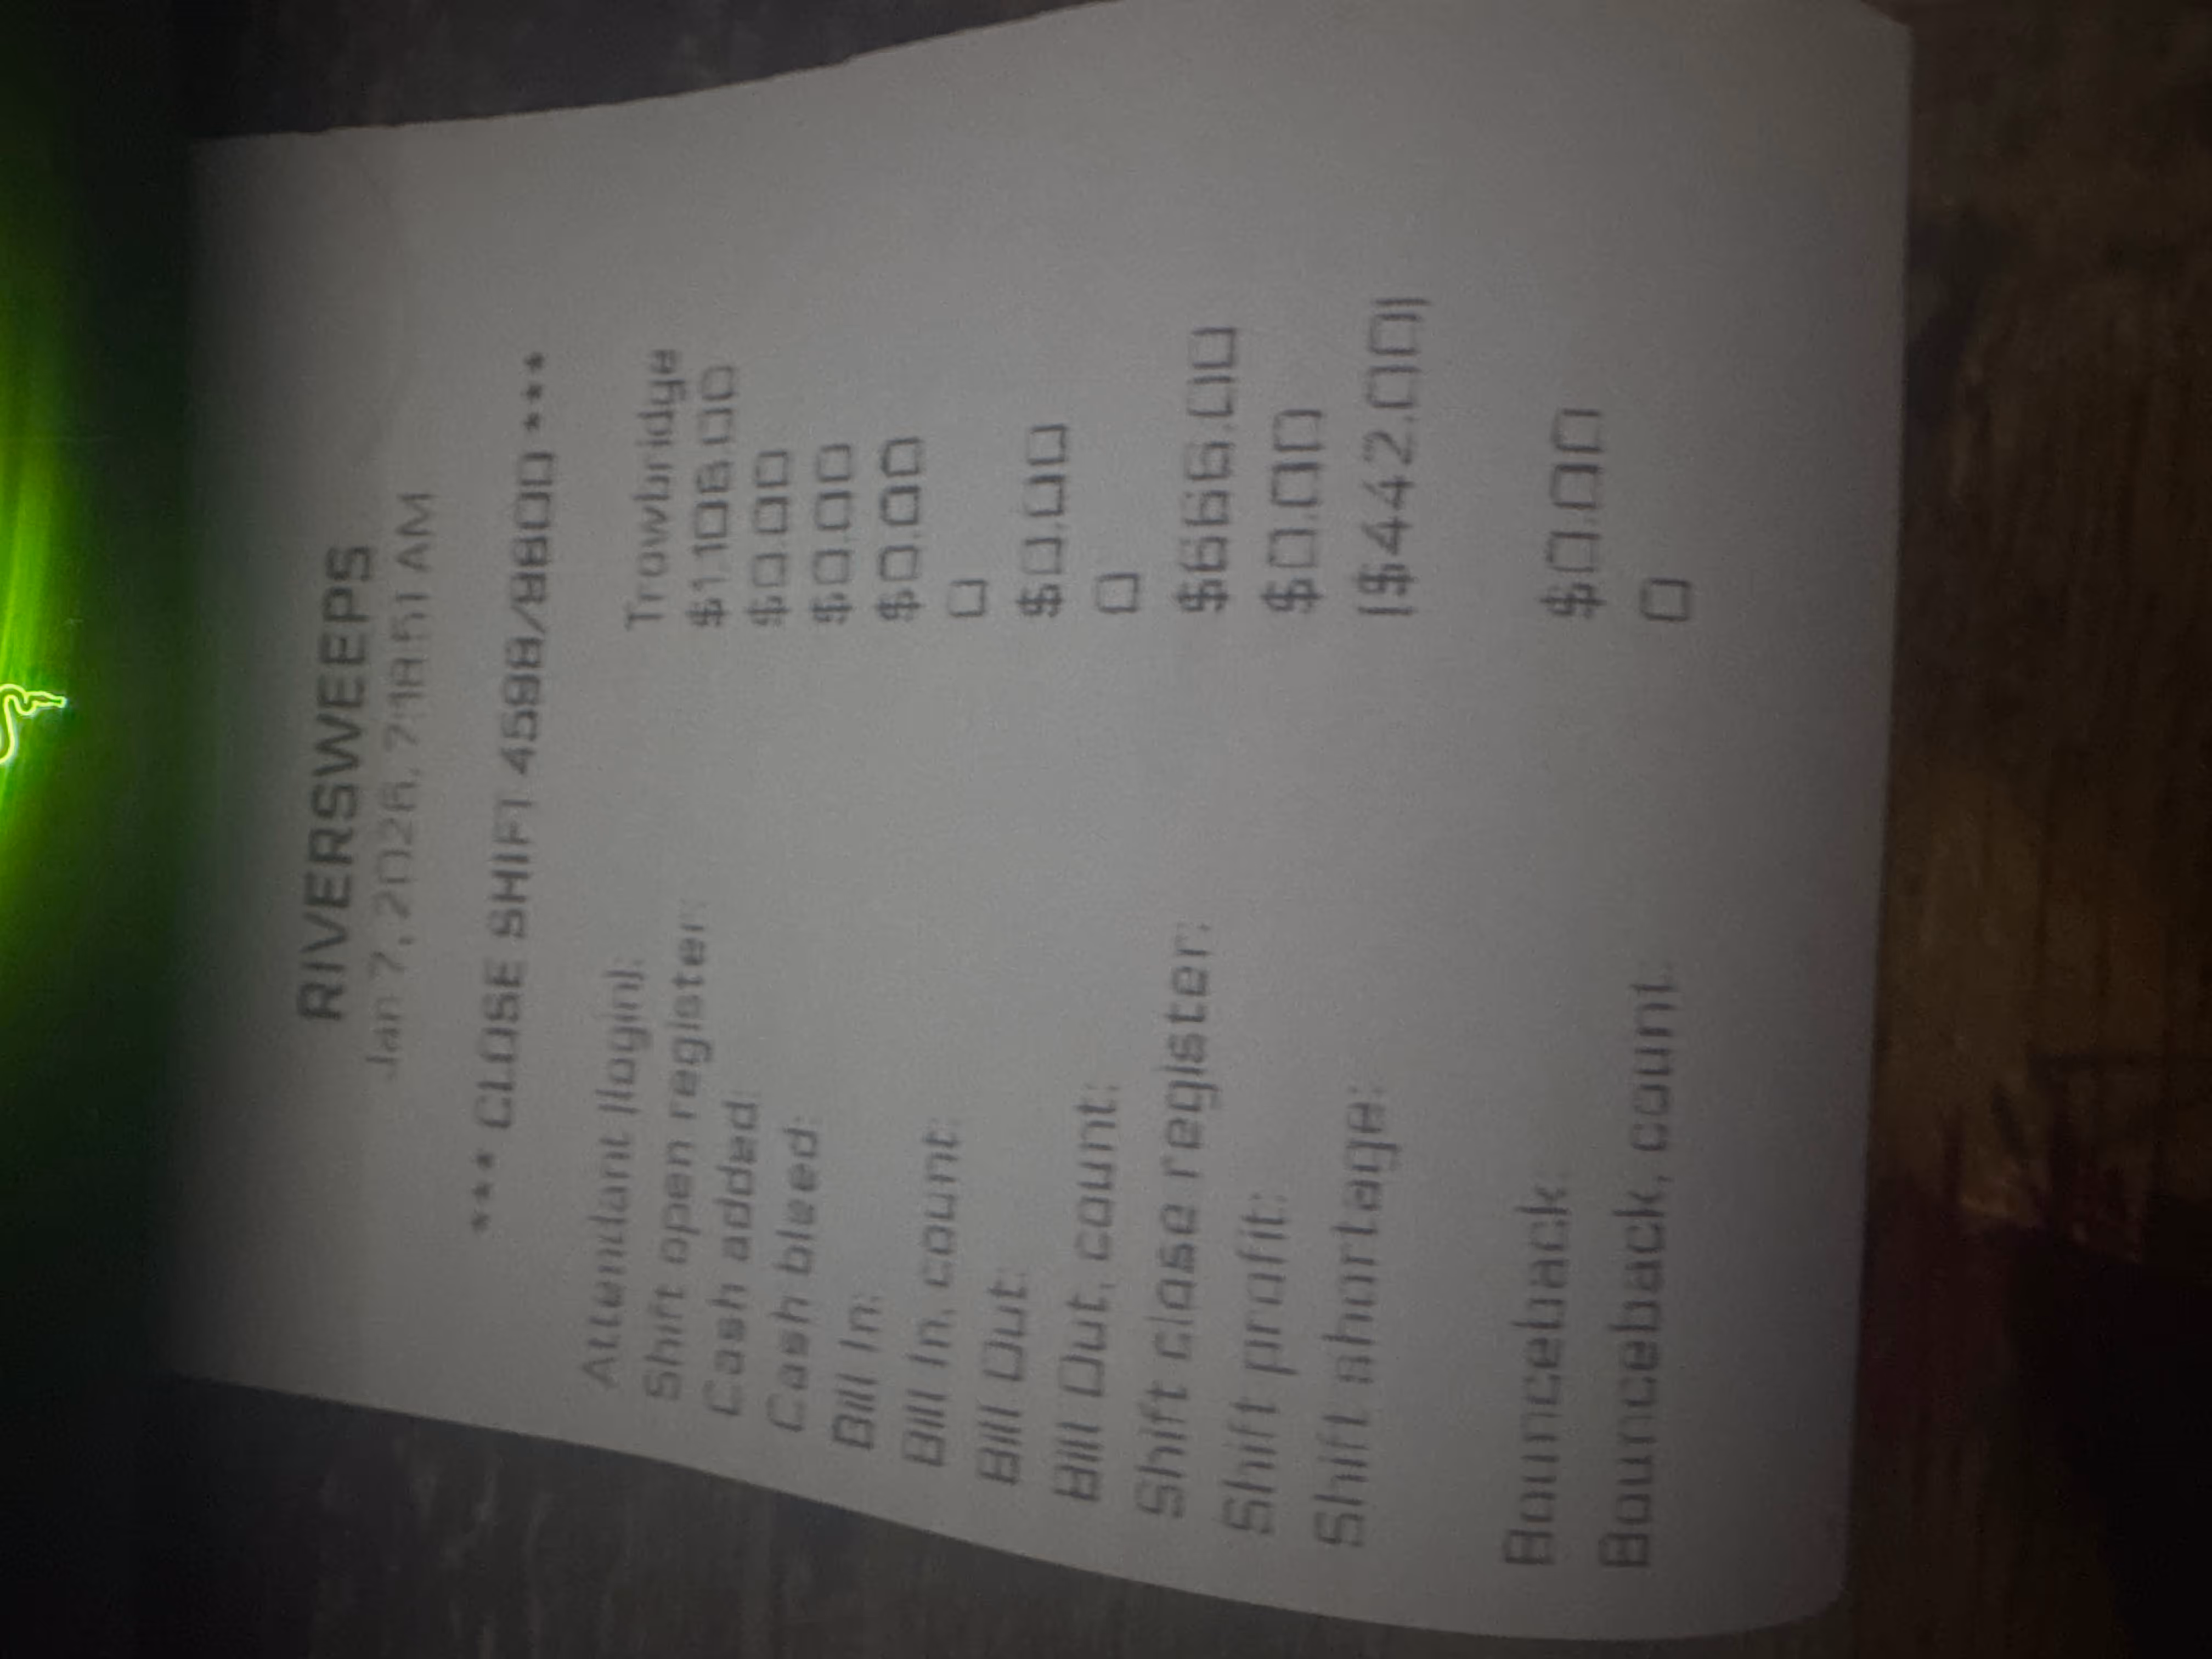 RIVERSWEEPS
Jan 7, 2026, 7:18:51 AM
*** CLOSE SHIFT 4598/8800 ***
Attendant (login): Trowbridge
Shift open register: $1,108.00
Cash added: $0.00
Cash bleed: $0.00
Bill In: $0.00
Bill In, count: 0
Bill Out: $0.00
Bill Out, count: 0
Shift close register: $666.00
Shift profit: $0.00
Shift shortage: ($442.00)
Bounceback: $0.00
Bounceback, count: 0